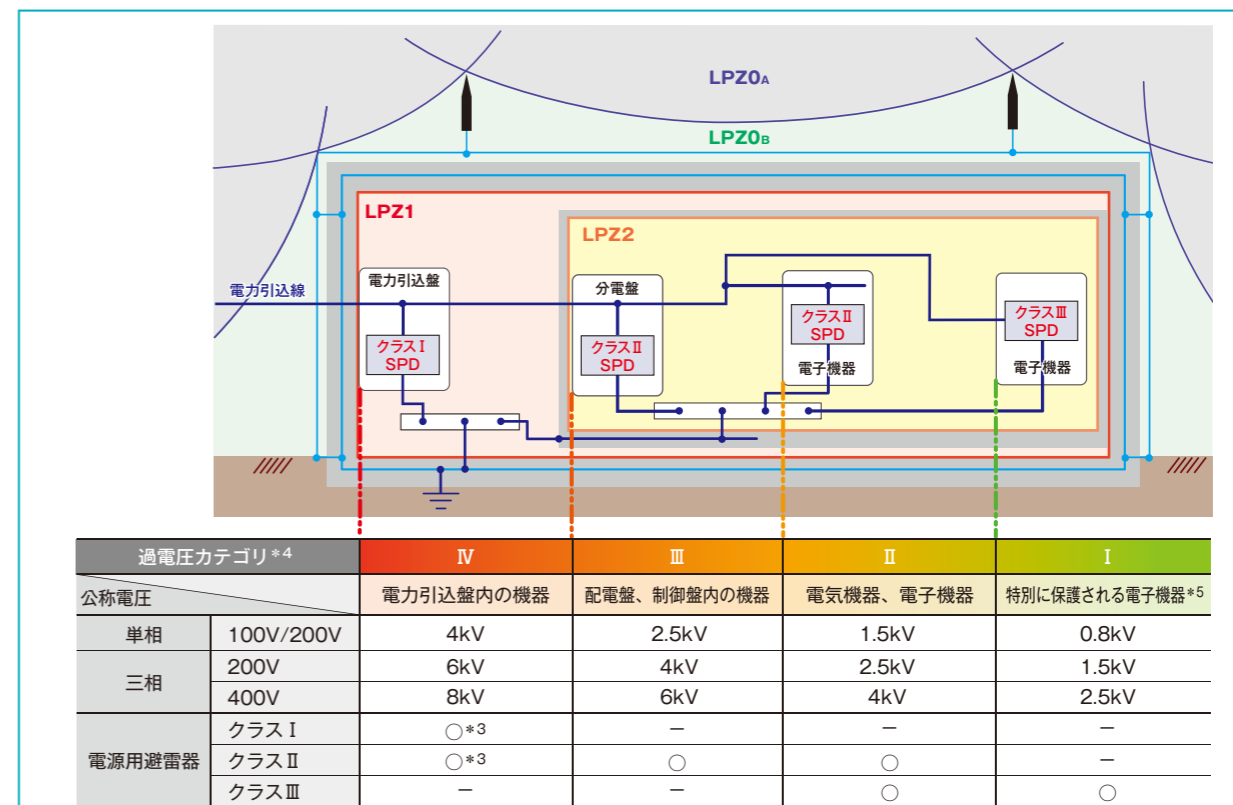 LPZ0A
LPZ0B
LPZ1
LPZ2
電力引込線
電力引込盤
クラスⅠ
SPD
分電盤
クラスⅡ
SPD
クラスⅡ
SPD
電子機器
クラスⅢ
SPD
電子機器
過電圧カテゴリ*4 Ⅳ Ⅲ Ⅱ Ⅰ
公称電圧 電力引込盤内の機器 配電盤、制御盤内の機器 電気機器、電子機器 特別に保護される電子機器*5
単相 100V/200V 4kV 2.5kV 1.5kV 0.8kV
三相 200V 6kV 4kV 2.5kV 1.5kV
400V 8kV 6kV 4kV 2.5kV
電源用避雷器 クラスⅠ ○*3 − − −
クラスⅡ ○*3 ○ ○ −
クラスⅢ − − ○ ○